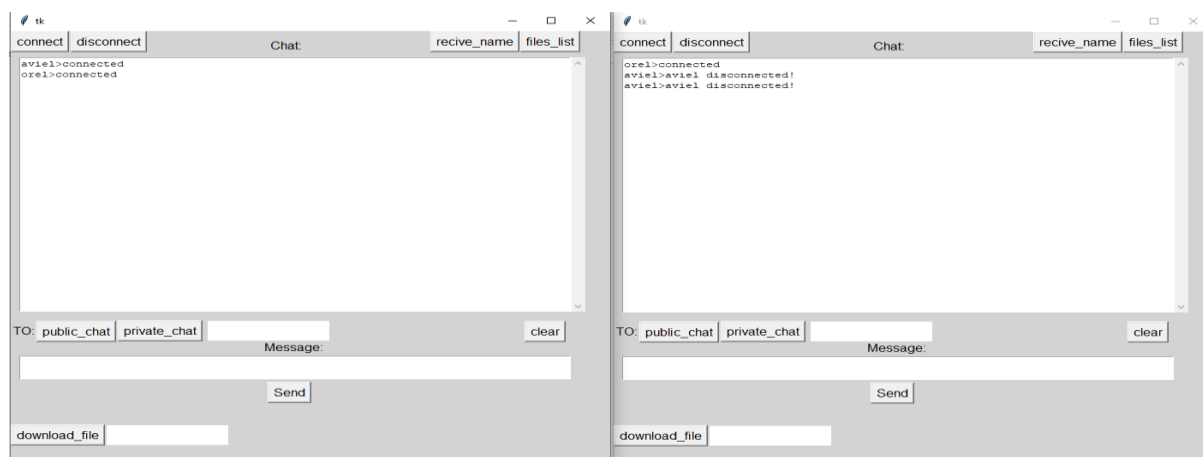 tk
connect disconnect Chat: recive_name files_list
aviel>connected
orel>connected
TO: public_chat private_chat clear
Message:
Send
download_file
tk
connect disconnect Chat: recive_name files_list
orel>connected
aviel>aviel disconnected!
aviel>aviel disconnected!
TO: public_chat private_chat clear
Message:
Send
download_file